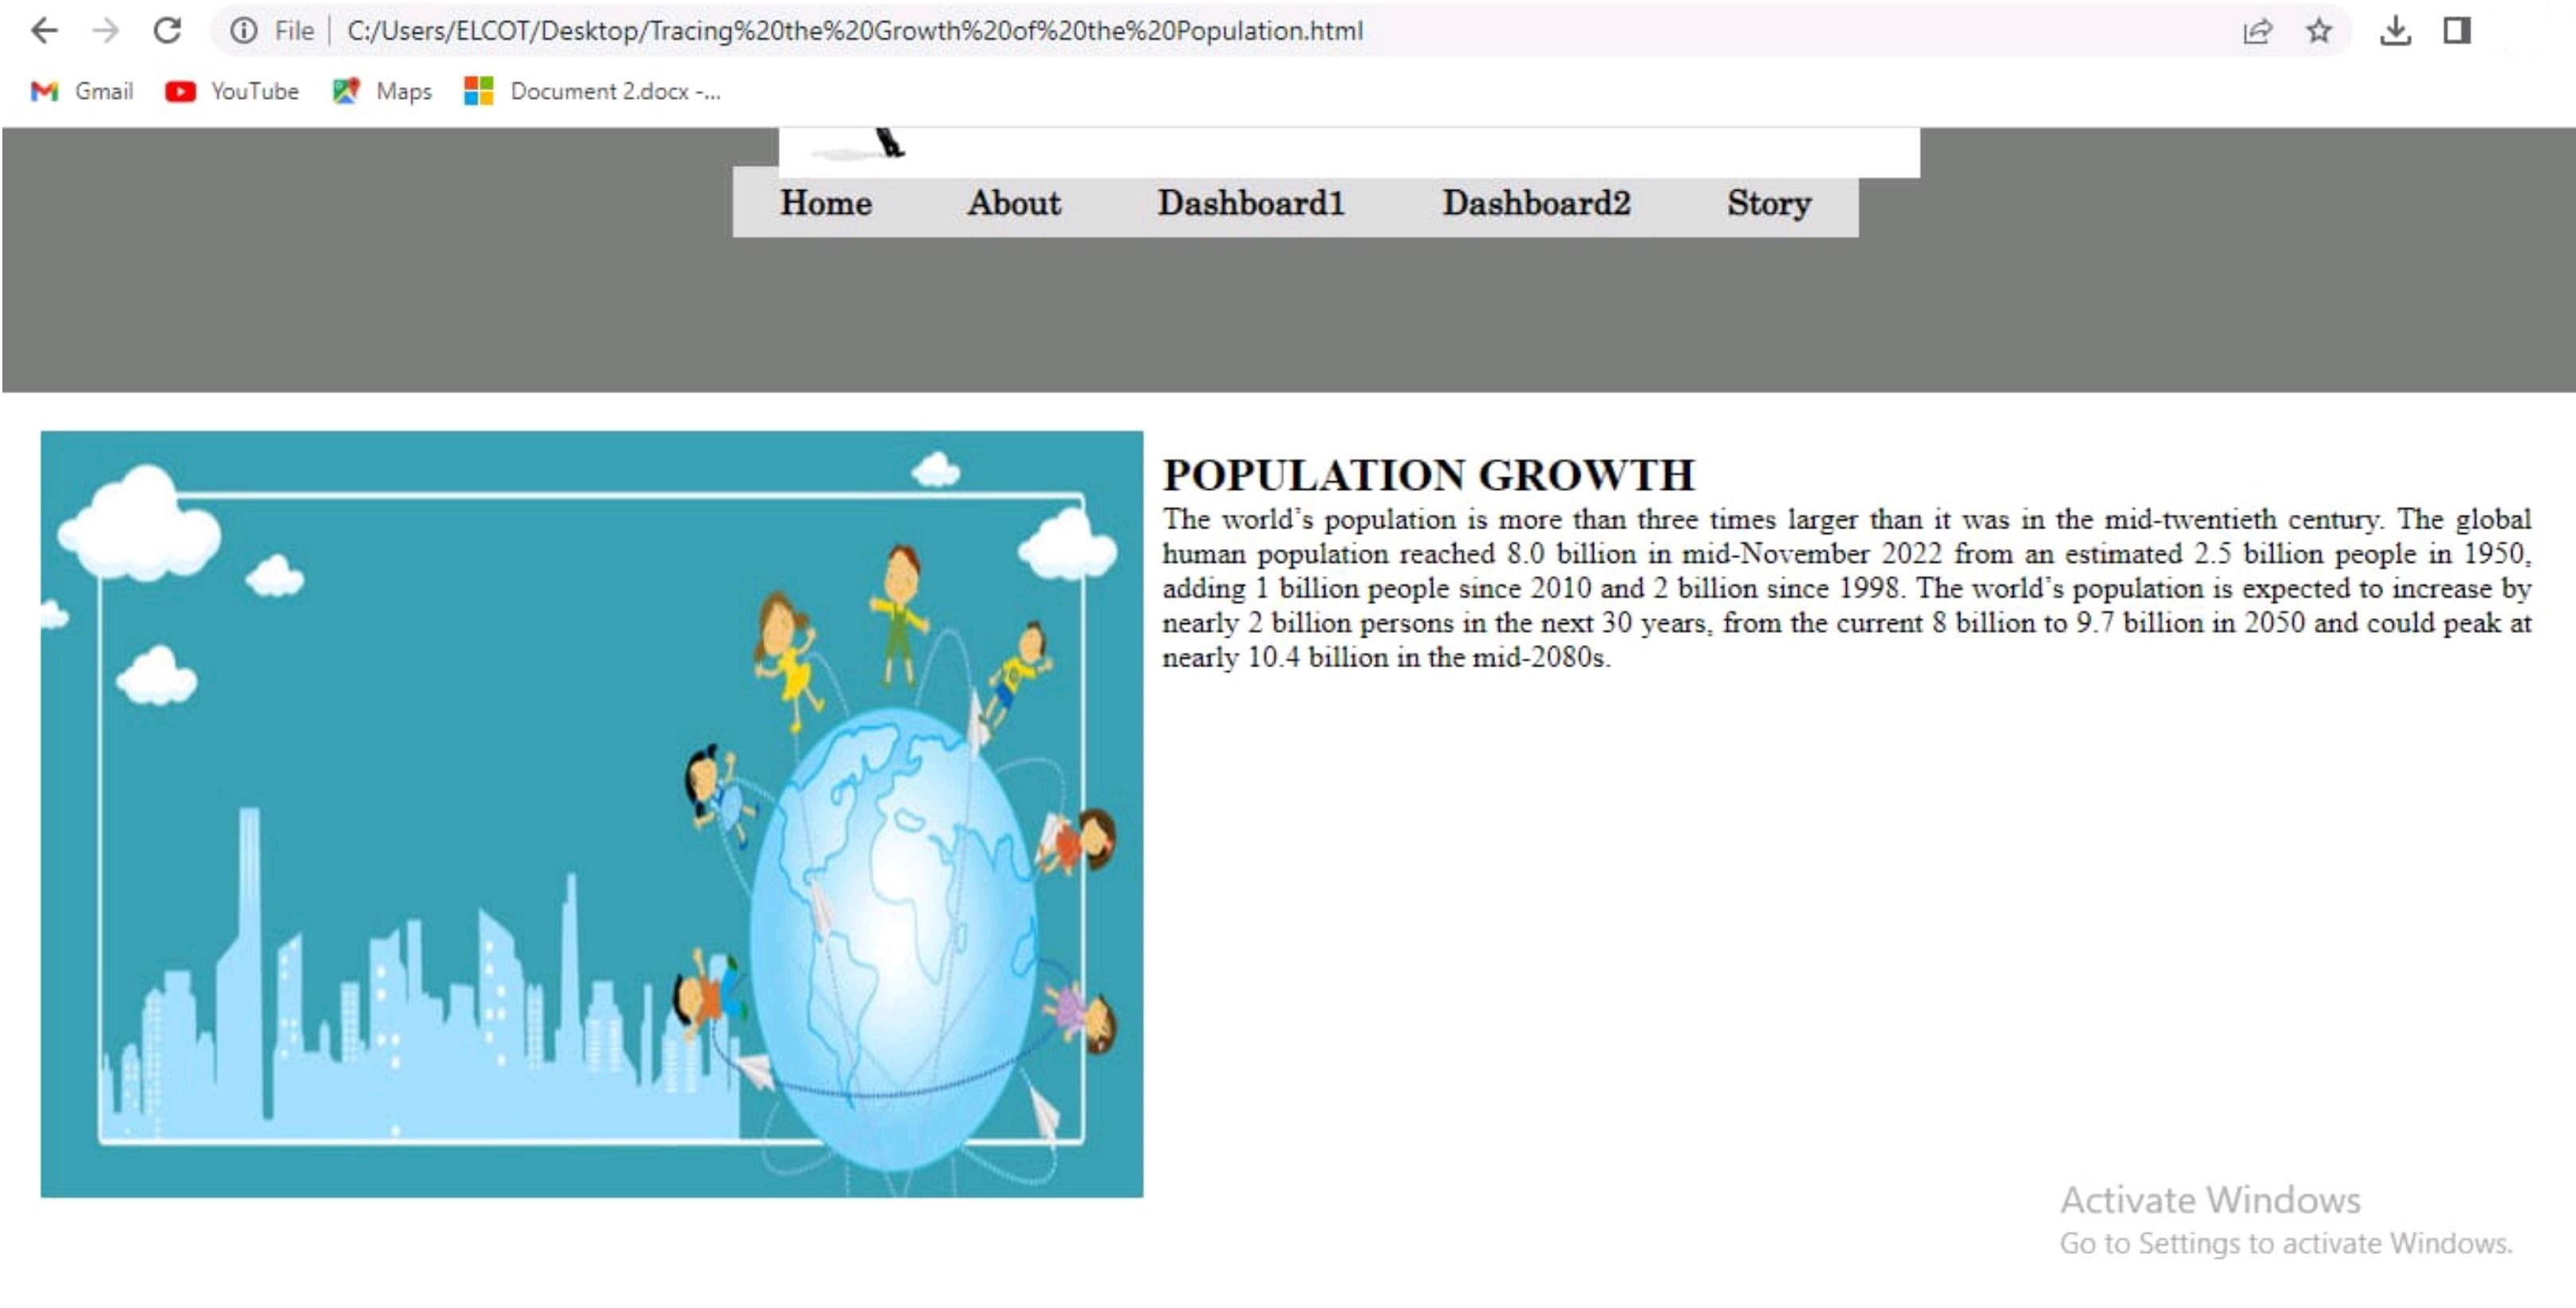 File | C:/Users/ELCOT/Desktop/Tracing%20the%20Growth%20of%20the%20Population.html
Gmail YouTube Maps Document 2.docx -...
Home About Dashboard1 Dashboard2 Story
POPULATION GROWTH
The world's population is more than three times larger than it was in the mid-twentieth century. The global
human population reached 8.0 billion in mid-November 2022 from an estimated 2.5 billion people in 1950,
adding 1 billion people since 2010 and 2 billion since 1998. The world's population is expected to increase by
nearly 2 billion persons in the next 30 years, from the current 8 billion to 9.7 billion in 2050 and could peak at
nearly 10.4 billion in the mid-2080s.
Activate Windows
Go to Settings to activate Windows.